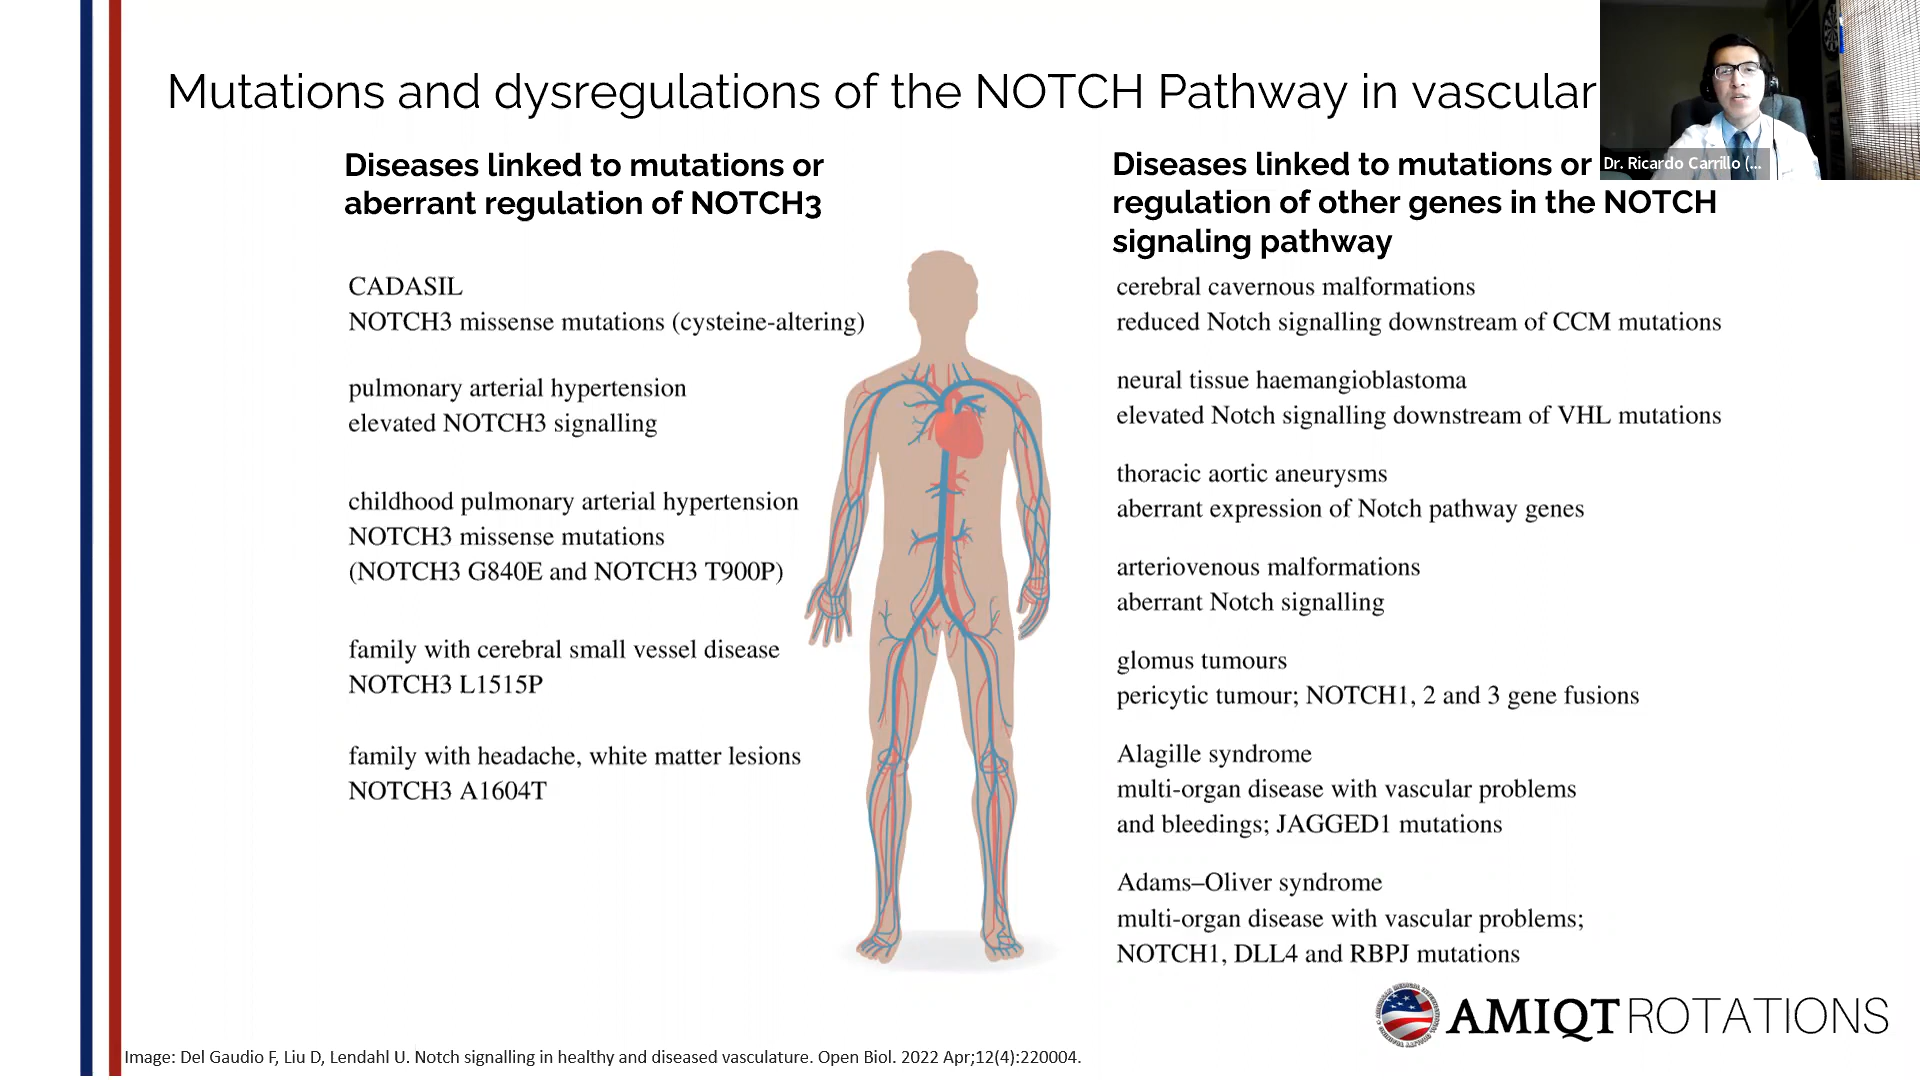 Mutations and dysregulations of the NOTCH Pathway in vascular
Dr. Ricardo Carrillo (...
Diseases linked to mutations or
aberrant regulation of NOTCH3
CADASIL
NOTCH3 missense mutations (cysteine-altering)
pulmonary arterial hypertension
elevated NOTCH3 signalling
childhood pulmonary arterial hypertension
NOTCH3 missense mutations
(NOTCH3 G840E and NOTCH3 T900P)
family with cerebral small vessel disease
NOTCH3 L1515P
family with headache, white matter lesions
NOTCH3 A1604T
Diseases linked to mutations or
regulation of other genes in the NOTCH
signaling pathway
cerebral cavernous malformations
reduced Notch signalling downstream of CCM mutations
neural tissue haemangioblastoma
elevated Notch signalling downstream of VHL mutations
thoracic aortic aneurysms
aberrant expression of Notch pathway genes
arteriovenous malformations
aberrant Notch signalling
glomus tumours
pericytic tumour; NOTCH1, 2 and 3 gene fusions
Alagille syndrome
multi-organ disease with vascular problems
and bleedings; JAGGED1 mutations
Adams–Oliver syndrome
multi-organ disease with vascular problems;
NOTCH1, DLL4 and RBPJ mutations
AMIQT ROTATIONS
Image: Del Gaudio F, Liu D, Lendahl U. Notch signalling in healthy and diseased vasculature. Open Biol. 2022 Apr;12(4):220004.